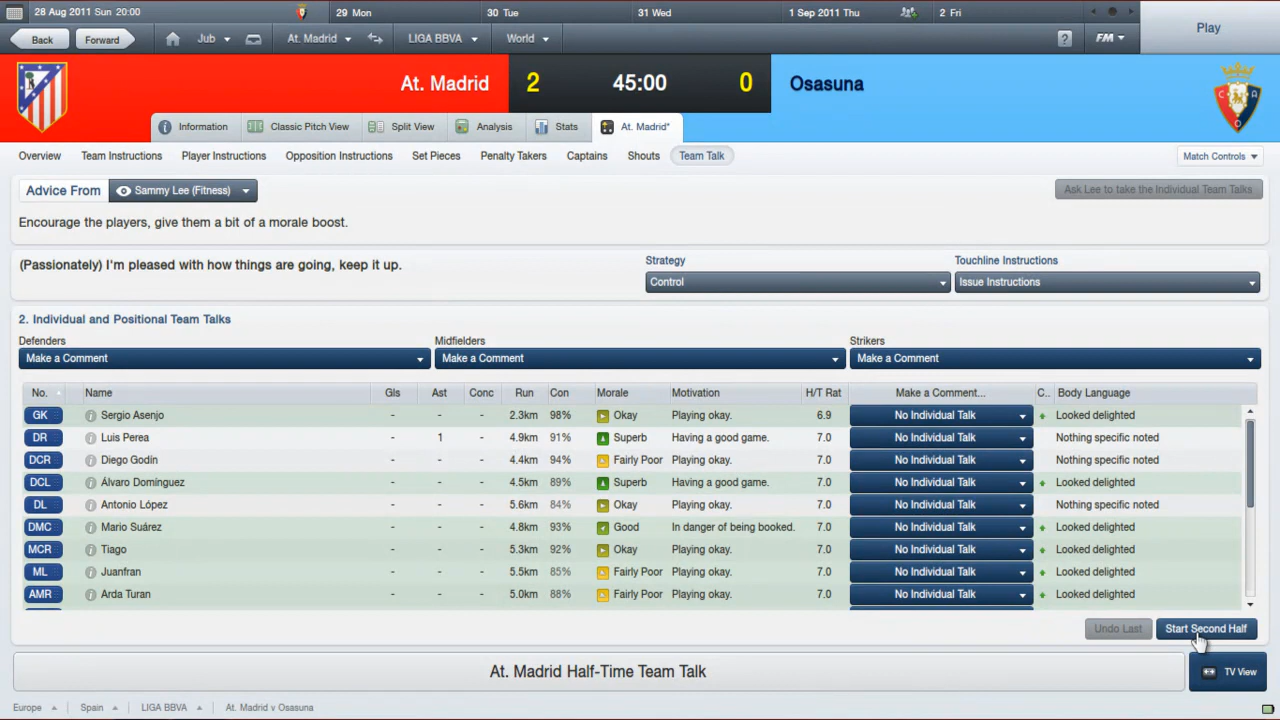 28 Aug 2011 Sun 20:00
29 Mon
30 Tue
31 Wed
1 Sep 2011 Thu
2 Fri
Back
Forward
Jub
At. Madrid
LIGA BBVA
World
?
FM
Play
At. Madrid
2
45:00
0
Osasuna
Information
Classic Pitch View
Split View
Analysis
Stats
At. Madrid*
Overview
Team Instructions
Player Instructions
Opposition Instructions
Set Pieces
Penalty Takers
Captains
Shouts
Team Talk
Match Controls
Advice From
Sammy Lee (Fitness)
Ask Lee to take the Individual Team Talks
Encourage the players, give them a bit of a morale boost.
(Passionately) I'm pleased with how things are going, keep it up.
Strategy
Control
Touchline Instructions
Issue Instructions
2. Individual and Positional Team Talks
Defenders
Midfielders
Strikers
Make a Comment
Make a Comment
Make a Comment
No. Name Gls Ast Conc Run Con Morale Motivation H/T Rat Make a Comment... C.. Body Language
GK Sergio Asenjo - - - 2.3km 98% Okay Playing okay. 6.9 No Individual Talk Looked delighted
DR Luis Perea - 1 - 4.9km 91% Superb Having a good game. 7.0 No Individual Talk Nothing specific noted
DCR Diego Godín - - - 4.4km 94% Fairly Poor Playing okay. 7.0 No Individual Talk Nothing specific noted
DCL Álvaro Domínguez - - - 4.5km 89% Superb Having a good game. 7.0 No Individual Talk Looked delighted
DL Antonio López - - - 5.6km 84% Okay Playing okay. 7.0 No Individual Talk Nothing specific noted
DMC Mario Suárez - - - 4.8km 93% Good In danger of being booked. 7.0 No Individual Talk Looked delighted
MCR Tiago - - - 5.3km 92% Okay Playing okay. 7.0 No Individual Talk Looked delighted
ML Juanfran - - - 5.5km 85% Fairly Poor Playing okay. 7.0 No Individual Talk Looked delighted
AMR Arda Turan - - - 5.0km 88% Fairly Poor Playing okay. 7.0 No Individual Talk Looked delighted
Undo Last
Start Second Half
At. Madrid Half-Time Team Talk
TV View
Europe
Spain
LIGA BBVA
At. Madrid v Osasuna